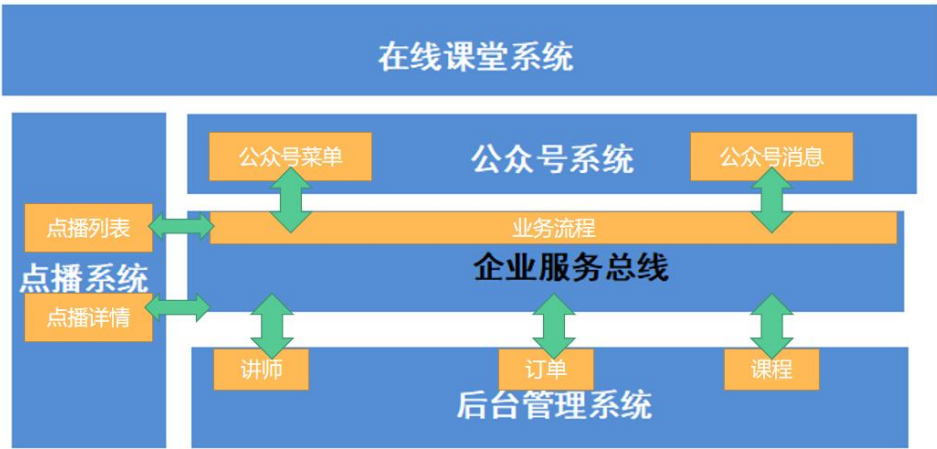 在线课堂系统
公众号菜单
公众号系统
公众号消息
点播列表
业务流程
点播系统
企业服务总线
点播详情
讲师
订单
课程
后台管理系统